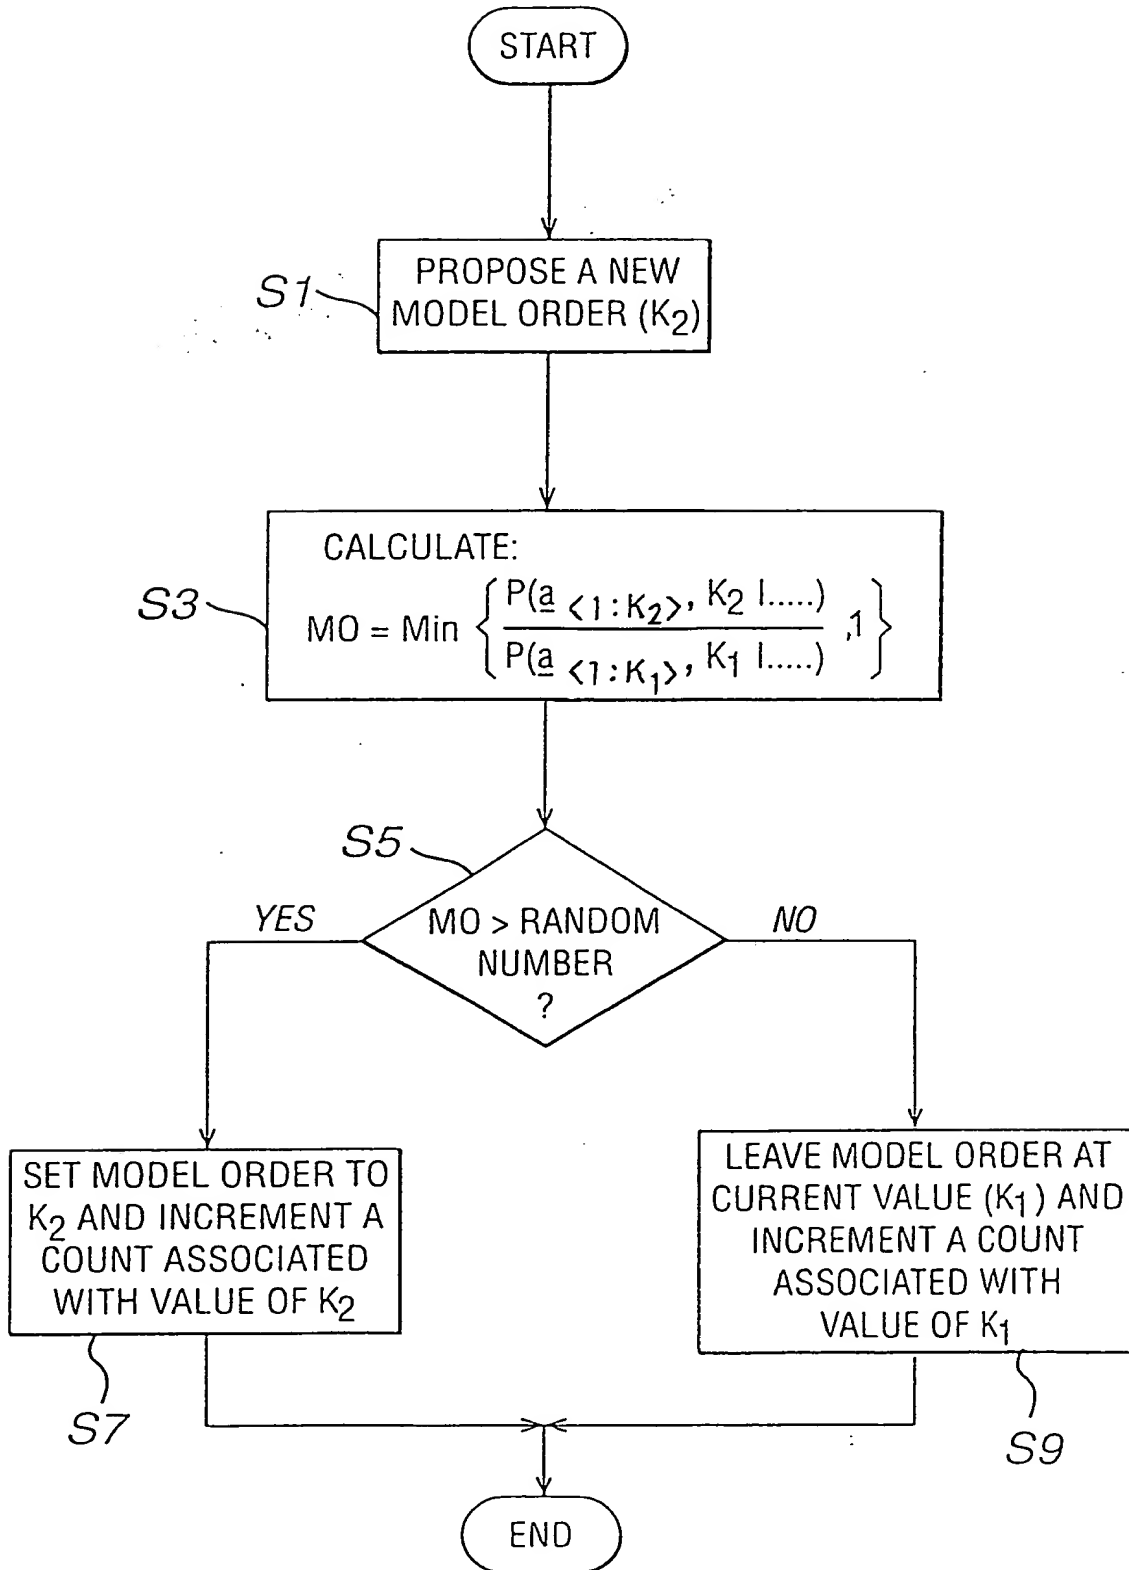 START
S1
PROPOSE A NEW
MODEL ORDER (K₂)
S3
CALCULATE:
MO = Min { P(a <1:K₂>, K₂ |.....) / P(a <1:K₁>, K₁ |.....) ,1 }
S5
YES
MO > RANDOM
NUMBER
?
NO
SET MODEL ORDER TO
K₂ AND INCREMENT A
COUNT ASSOCIATED
WITH VALUE OF K₂
S7
LEAVE MODEL ORDER AT
CURRENT VALUE (K₁) AND
INCREMENT A COUNT
ASSOCIATED WITH
VALUE OF K₁
S9
END